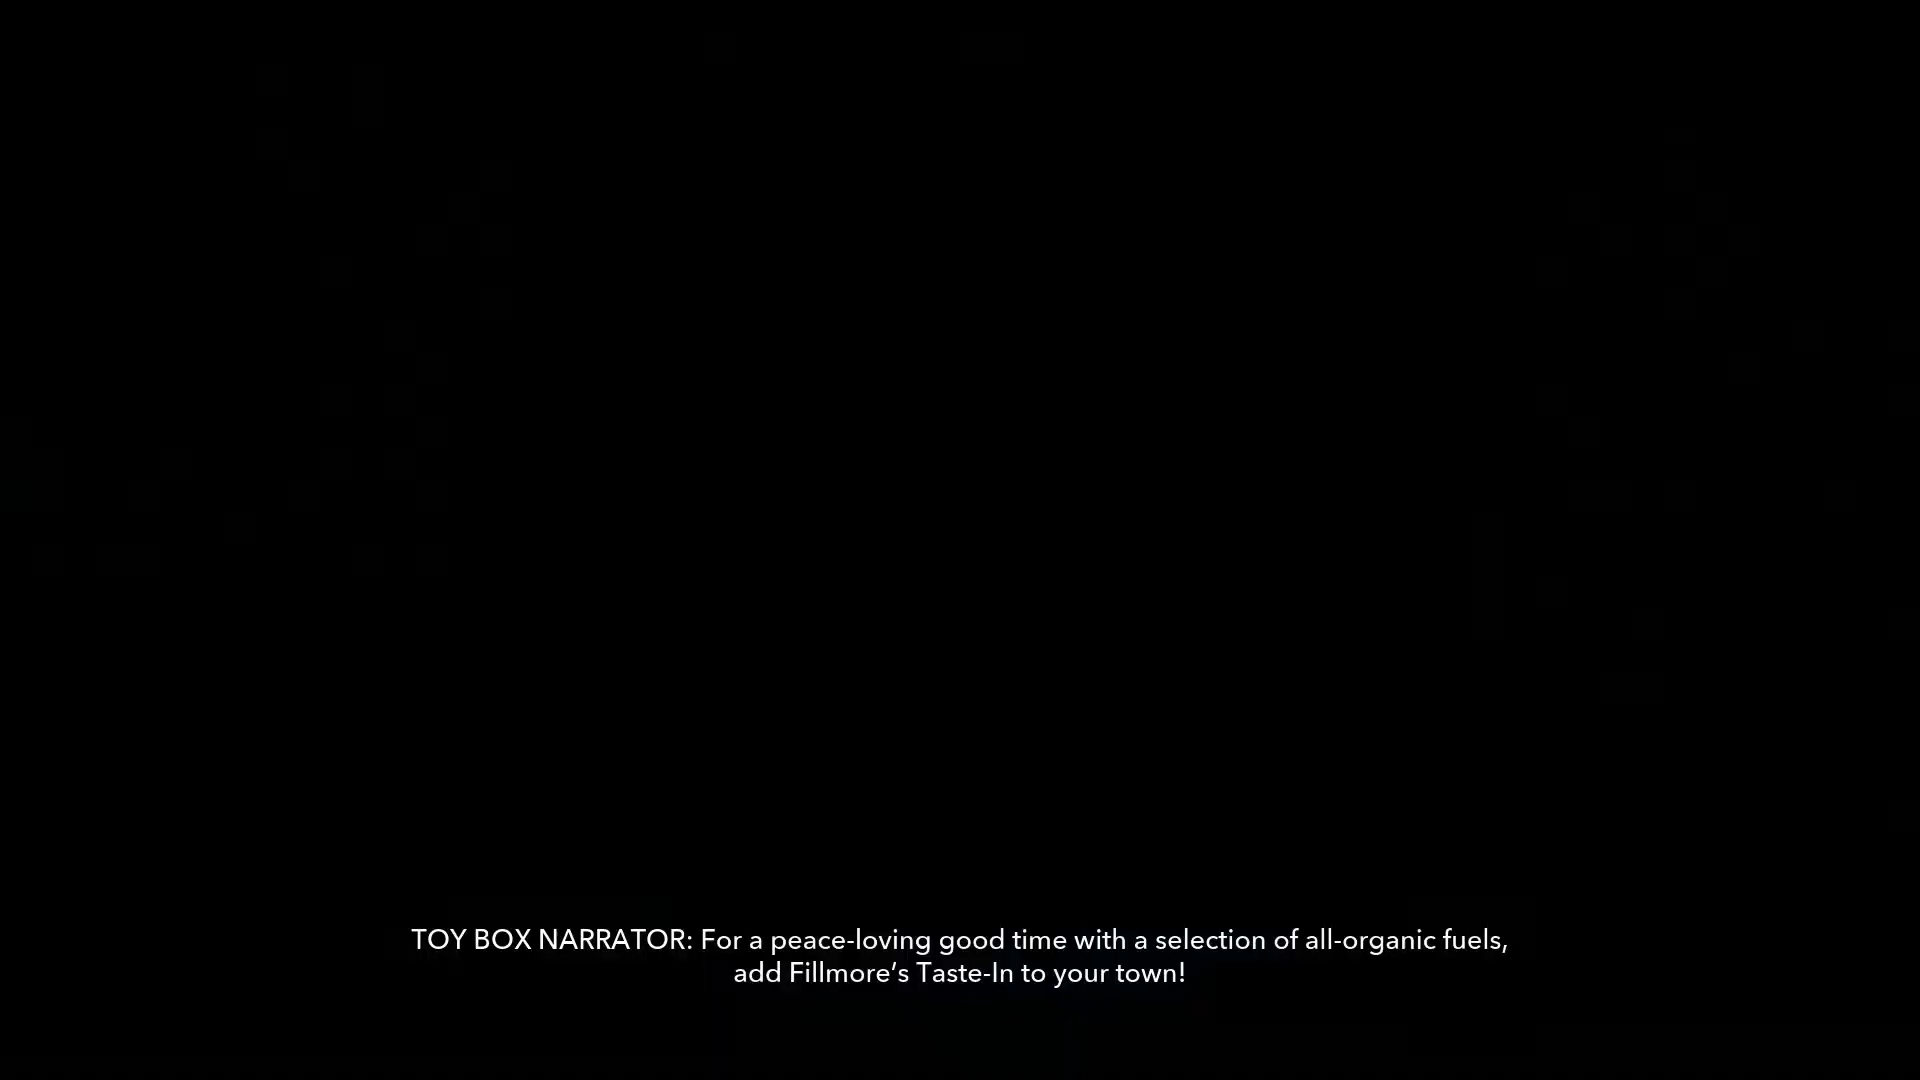 TOY BOX NARRATOR: For a peace-loving good time with a selection of all-organic fuels,
add Fillmore’s Taste-In to your town!